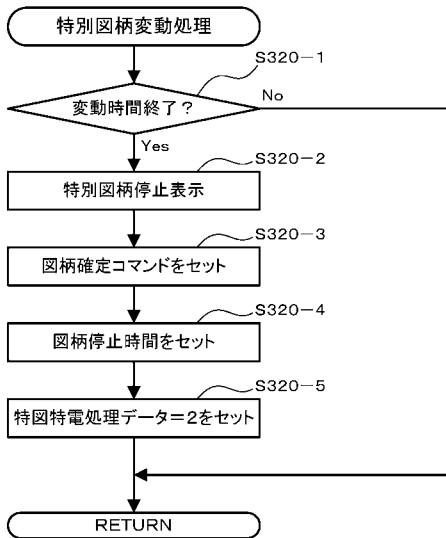 特別図柄変動処理
S320−1
変動時間終了？
No
Yes
S320−2
特別図柄停止表示
S320−3
図柄確定コマンドをセット
S320−4
図柄停止時間をセット
S320−5
特図特電処理データ＝２をセット
RETURN